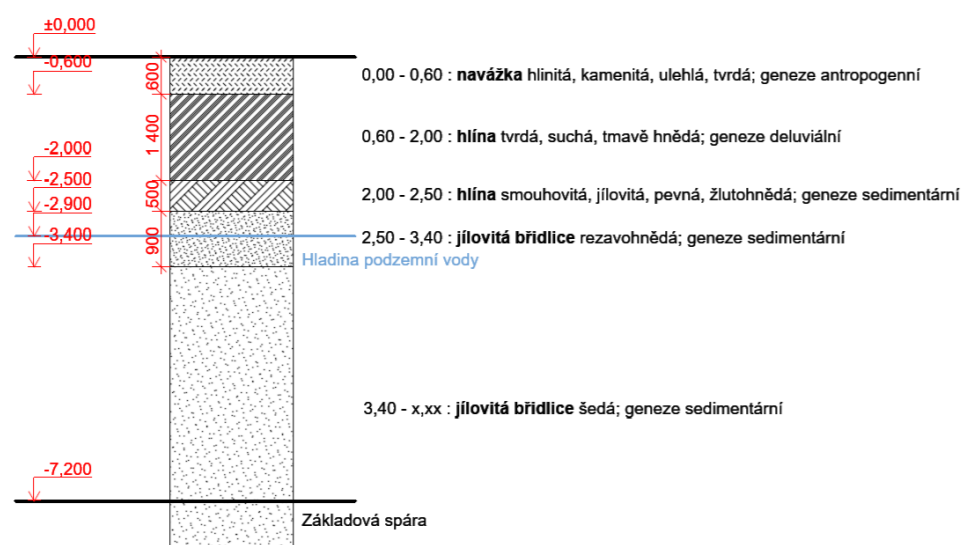 ±0,000
-0,600
600
0,00 - 0,60 : navážka hlinitá, kamenitá, ulehlá, tvrdá; geneze antropogenní
1 400
0,60 - 2,00 : hlína tvrdá, suchá, tmavě hnědá; geneze deluviální
-2,000
-2,500
500
2,00 - 2,50 : hlína smouhovitá, jílovitá, pevná, žlutohnědá; geneze sedimentární
-2,900
-3,400
900
2,50 - 3,40 : jílovitá břidlice rezavohnědá; geneze sedimentární
Hladina podzemní vody
3,40 - x,xx : jílovitá břidlice šedá; geneze sedimentární
-7,200
Základová spára